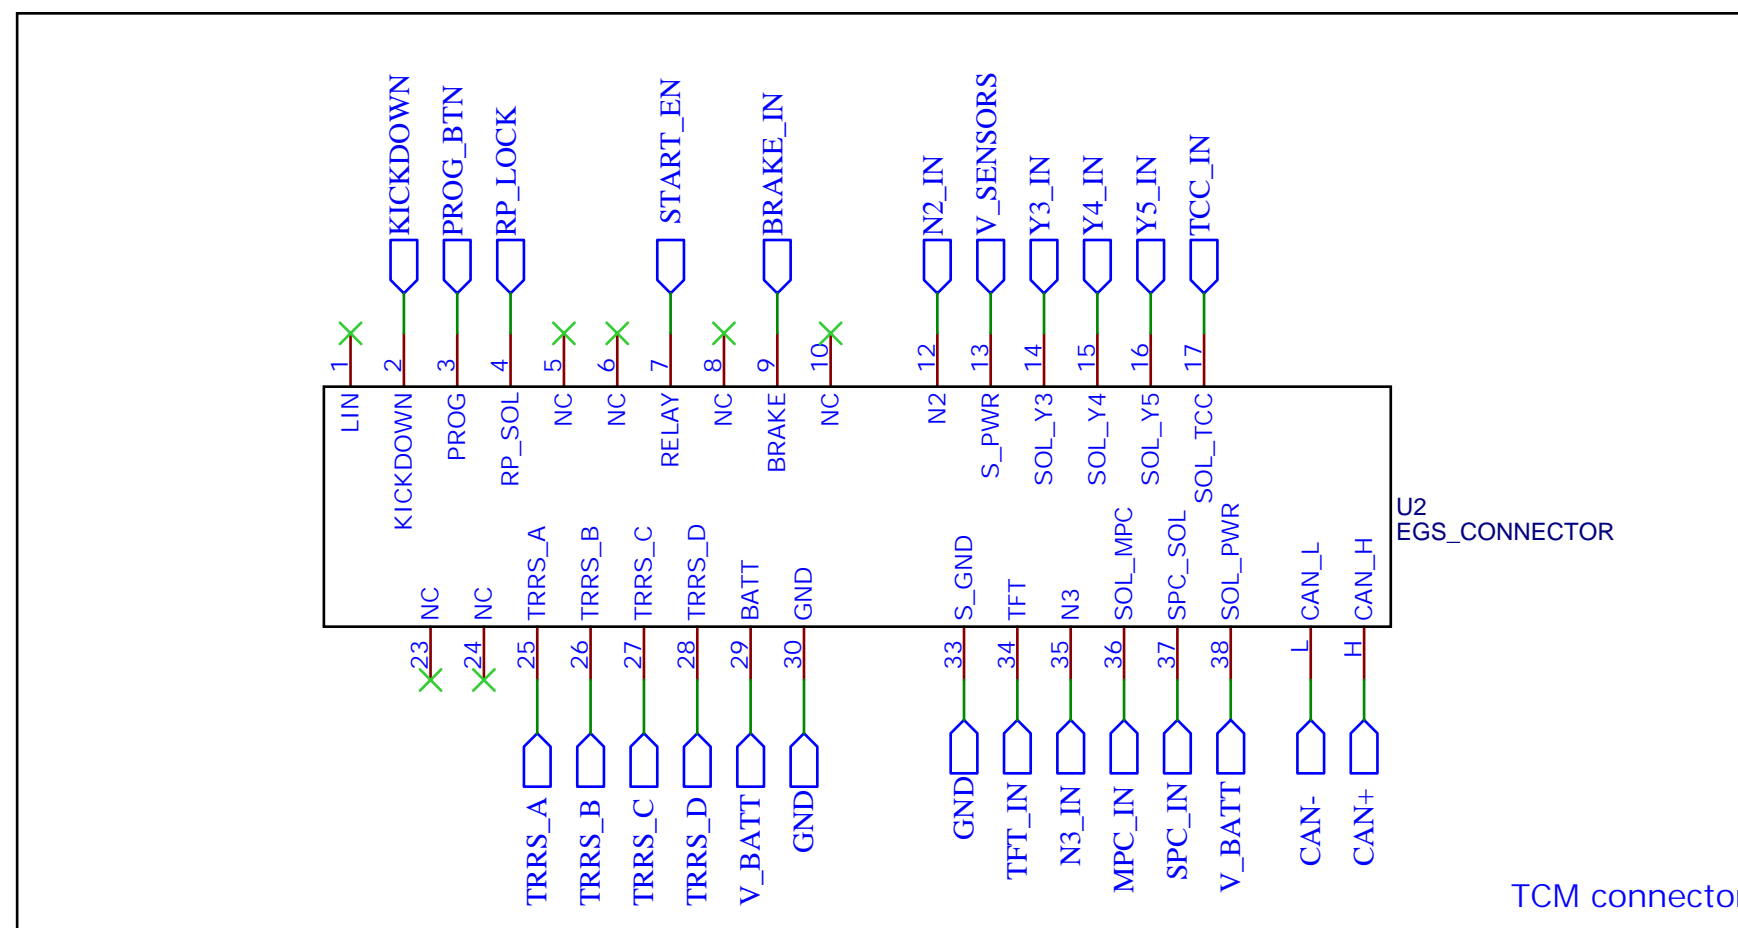 KICKDOWN
PROG_BTN
RP_LOCK
START_EN
BRAKE_IN
N2_IN
V_SENSORS
Y3_IN
Y4_IN
Y5_IN
TCC_IN
1
2
3
4
5
6
7
8
9
10
12
13
14
15
16
17
LIN
KICKDOWN
PROG
RP_SOL
NC
NC
RELAY
NC
BRAKE
NC
N2
S_PWR
SOL_Y3
SOL_Y4
SOL_Y5
SOL_TCC
U2
EGS_CONNECTOR
NC
NC
TRRS_A
TRRS_B
TRRS_C
TRRS_D
BATT
GND
S_GND
TFT
N3
SOL_MPC
SPC_SOL
SOL_PWR
CAN_L
CAN_H
23
24
25
26
27
28
29
30
33
34
35
36
37
38
L
H
TRRS_A
TRRS_B
TRRS_C
TRRS_D
V_BATT
GND
GND
TFT_IN
N3_IN
MPC_IN
SPC_IN
V_BATT
CAN-
CAN+
TCM connector